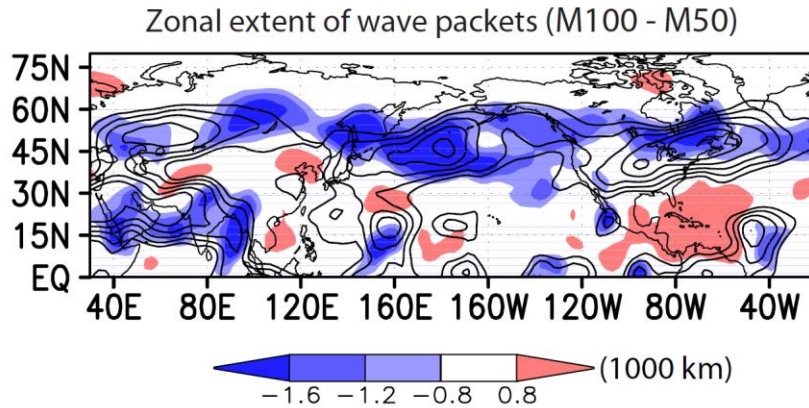 Zonal extent of wave packets (M100 - M50)
75N
60N
45N
30N
15N
EQ
40E 80E 120E 160E 160W 120W 80W 40W
(1000 km)
−1.6 −1.2 −0.8 0.8